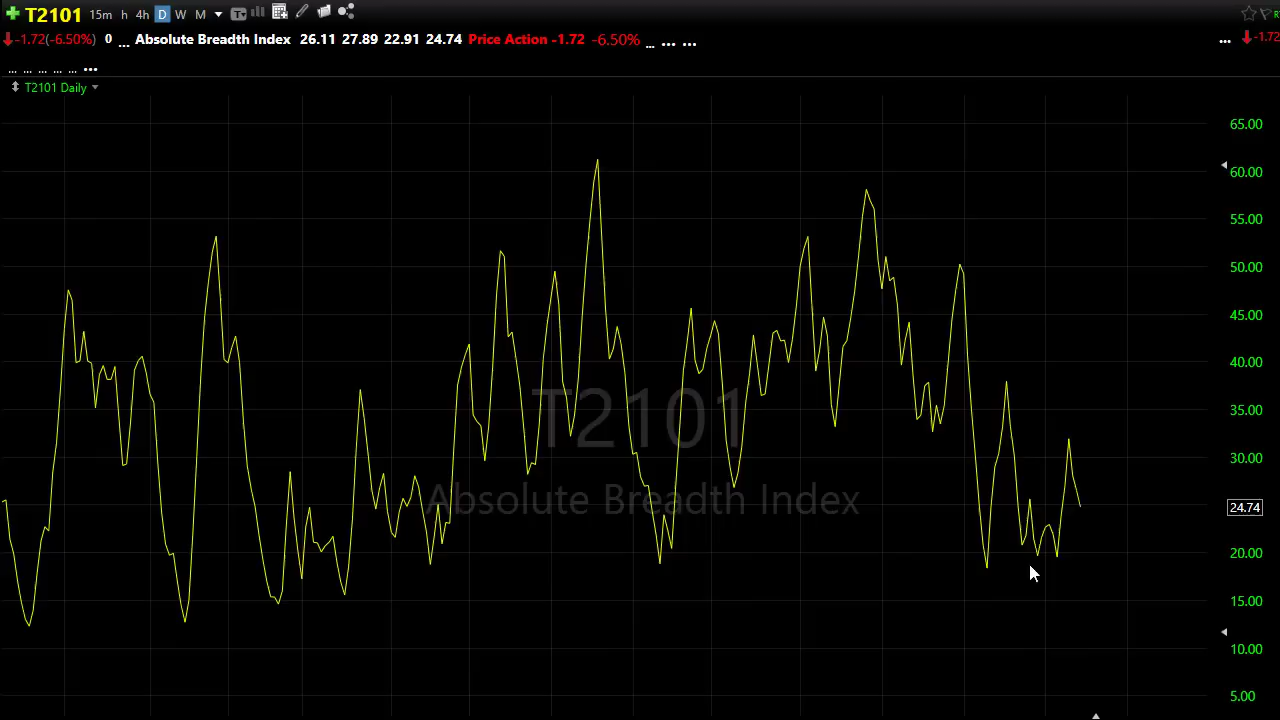 T2101 15m h 4h D W M T
-1.72(-6.50%) 0 ... Absolute Breadth Index 26.11 27.89 22.91 24.74 Price Action -1.72 -6.50% ... ... ... ... -1.72
... ... ... ... ... ...
T2101 Daily
65.00
60.00
55.00
50.00
45.00
40.00
35.00
30.00
24.74
20.00
15.00
10.00
5.00
T2101
Absolute Breadth Index